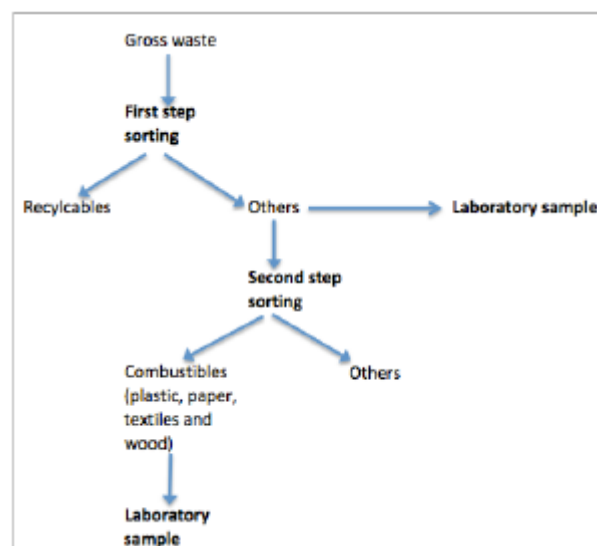 Gross waste
First step
sorting
Recylcables
Others
Laboratory sample
Second step
sorting
Combustibles
(plastic, paper,
textiles and
wood)
Others
Laboratory
sample